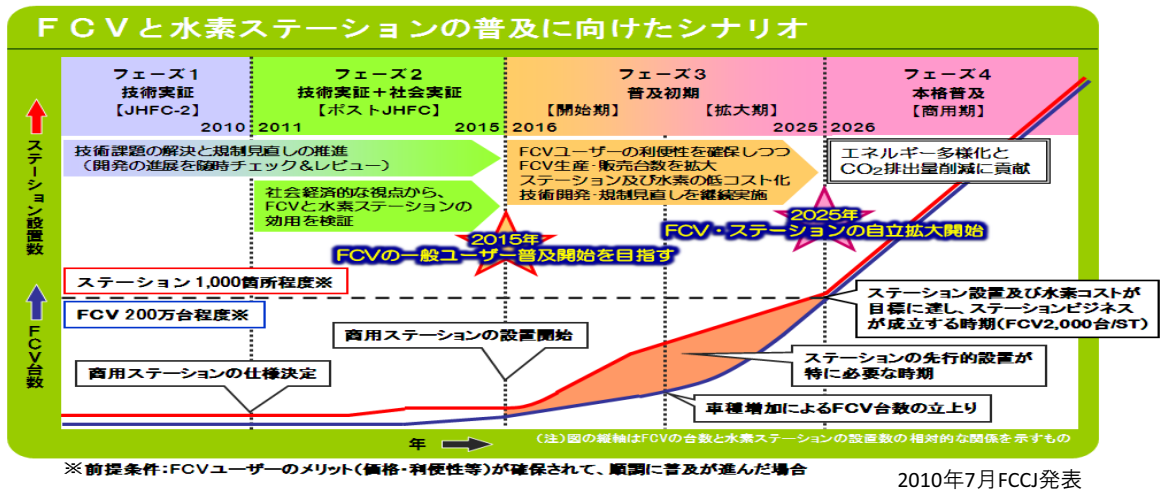 FCVと水素ステーションの普及に向けたシナリオ
フェーズ1
技術実証
【JHFC-2】
2010
フェーズ2
技術実証+社会実証
【ポストJHFC】
2011
2015
フェーズ3
普及初期
【開始期】
【拡大期】
2016
2025
フェーズ4
本格普及
【商用期】
2026
技術課題の解決と規制見直しの推進
(開発の進展を随時チェック&レビュー)
社会経済的な視点から、
FCVと水素ステーションの
効用を検証
FCVユーザーの利便性を確保しつつ
FCV生産・販売台数を拡大
ステーション及び水素の低コスト化
技術開発・規制見直しを継続実施
エネルギー多様化と
CO₂排出量削減に貢献
2015年
FCVの一般ユーザー普及開始を目指す
2025年
FCV・ステーションの自立拡大開始
ステーション設置数
FCV台数
ステーション1,000箇所程度※
FCV 200万台程度※
商用ステーションの仕様決定
商用ステーションの設置開始
ステーション設置及び水素コストが
目標に達し、ステーションビジネス
が成立する時期(FCV2,000台/ST)
ステーションの先行的設置が
特に必要な時期
車種増加によるFCV台数の立上り
年
(注)図の縦軸はFCVの台数と水素ステーションの設置数の相対的な関係を示すもの
※前提条件:FCVユーザーのメリット(価格・利便性等)が確保されて、順調に普及が進んだ場合
2010年7月FCCJ発表